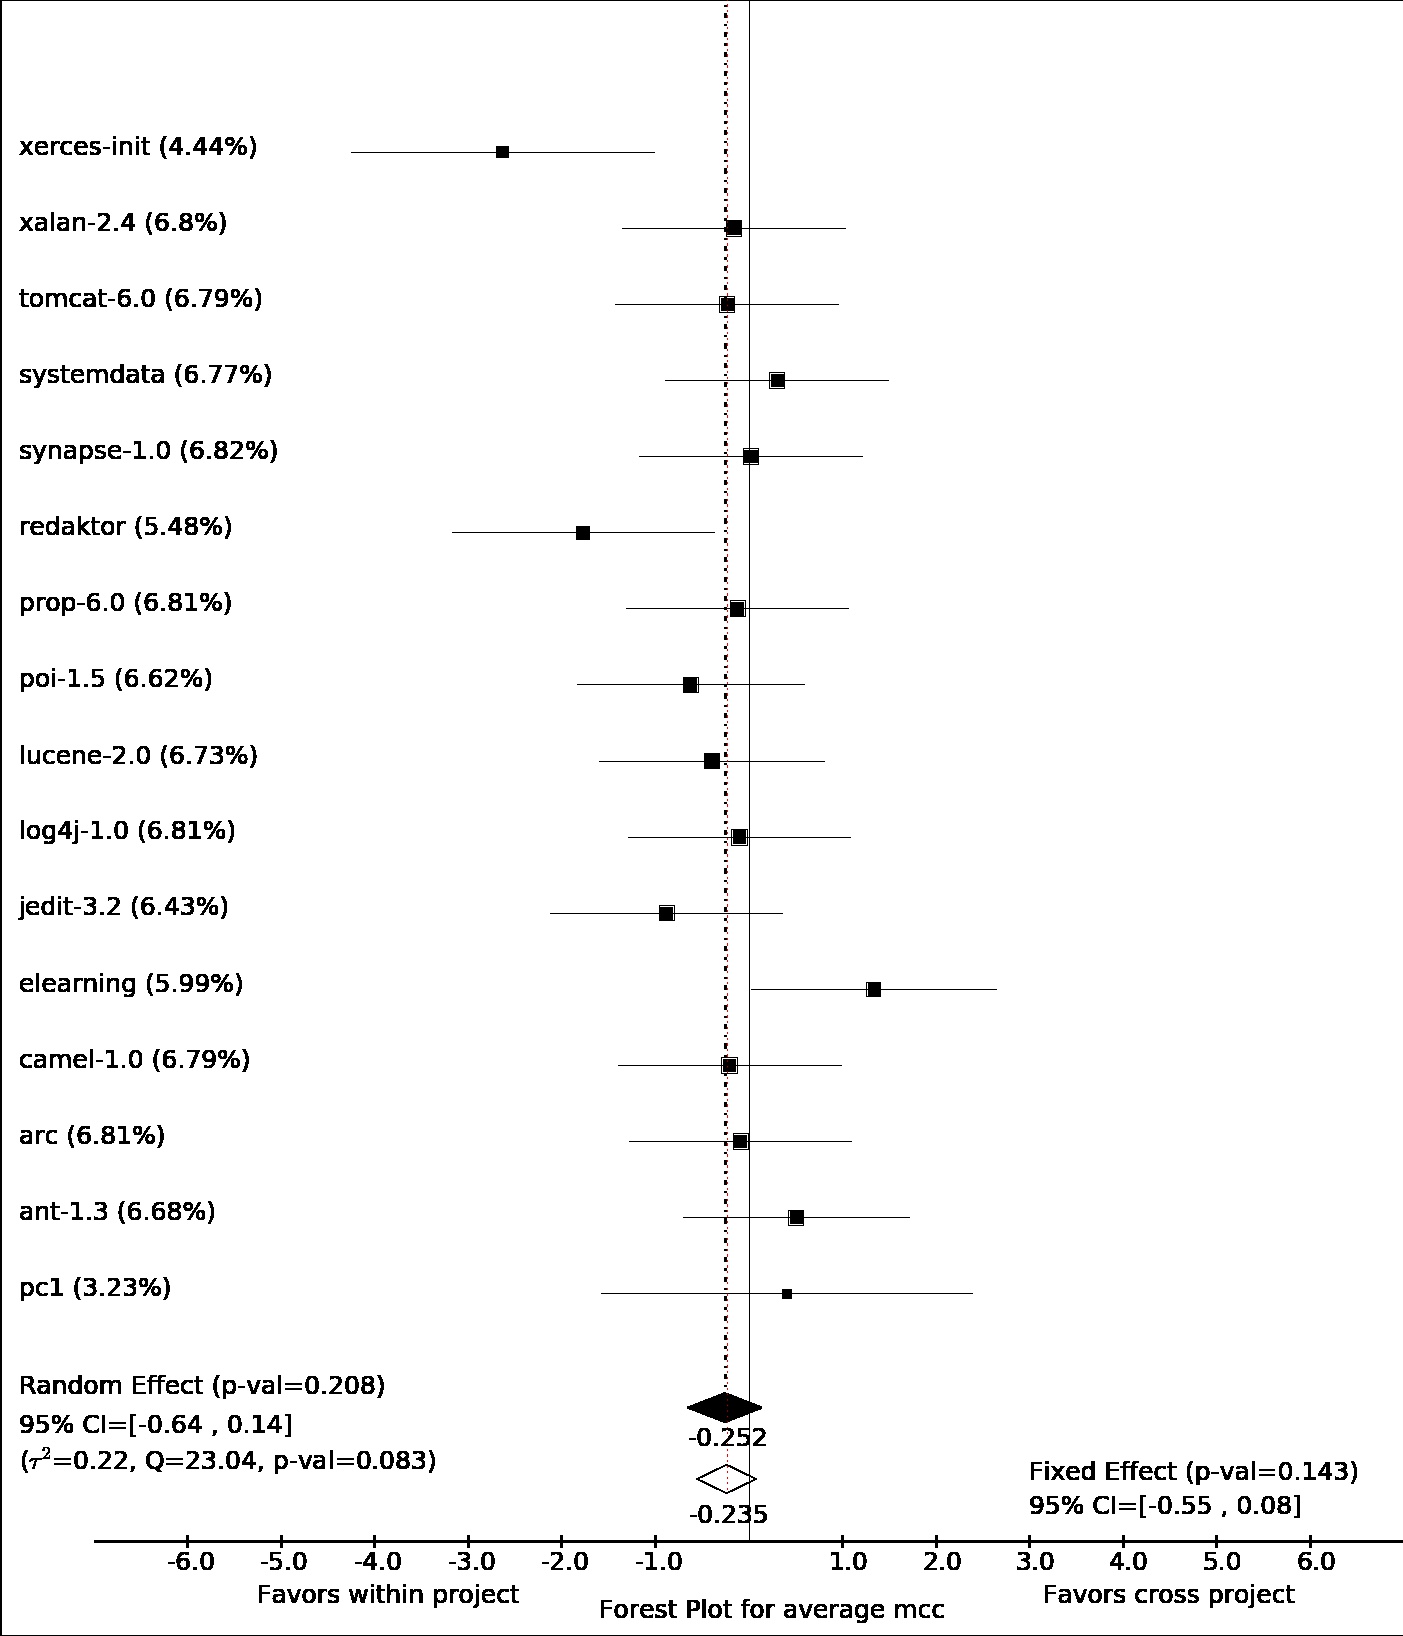 xerces-init (4.44%)
xalan-2.4 (6.8%)
tomcat-6.0 (6.79%)
systemdata (6.77%)
synapse-1.0 (6.82%)
redaktor (5.48%)
prop-6.0 (6.81%)
poi-1.5 (6.62%)
lucene-2.0 (6.73%)
log4j-1.0 (6.81%)
jedit-3.2 (6.43%)
elearning (5.99%)
camel-1.0 (6.79%)
arc (6.81%)
ant-1.3 (6.68%)
pc1 (3.23%)
Random Effect (p-val=0.208)
95% CI=[-0.64 , 0.14]
-0.252
(τ²=0.22, Q=23.04, p-val=0.083)
Fixed Effect (p-val=0.143)
95% CI=[-0.55 , 0.08]
-0.235
-6.0 -5.0 -4.0 -3.0 -2.0 -1.0 1.0 2.0 3.0 4.0 5.0 6.0
Favors within project
Favors cross project
Forest Plot for average mcc